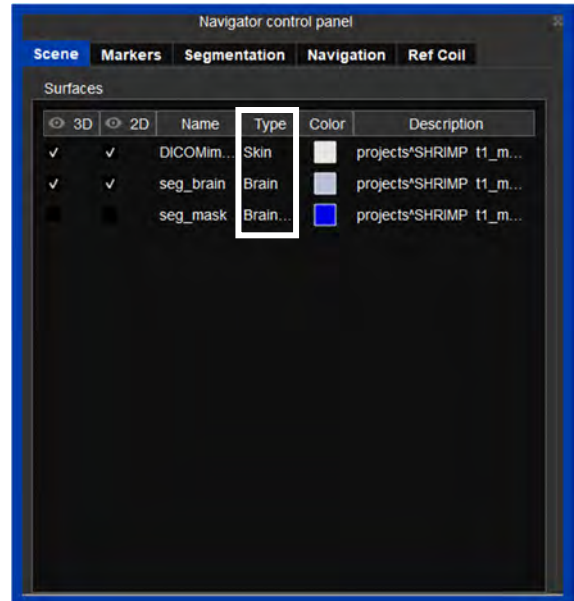 Navigator control panel
Scene Markers Segmentation Navigation Ref Coil
Surfaces
3D 2D Name Type Color Description
✓ ✓ DICOMim... Skin projects^SHRIMP t1_m...
✓ ✓ seg_brain Brain projects^SHRIMP t1_m...
seg_mask Brain... projects^SHRIMP t1_m...